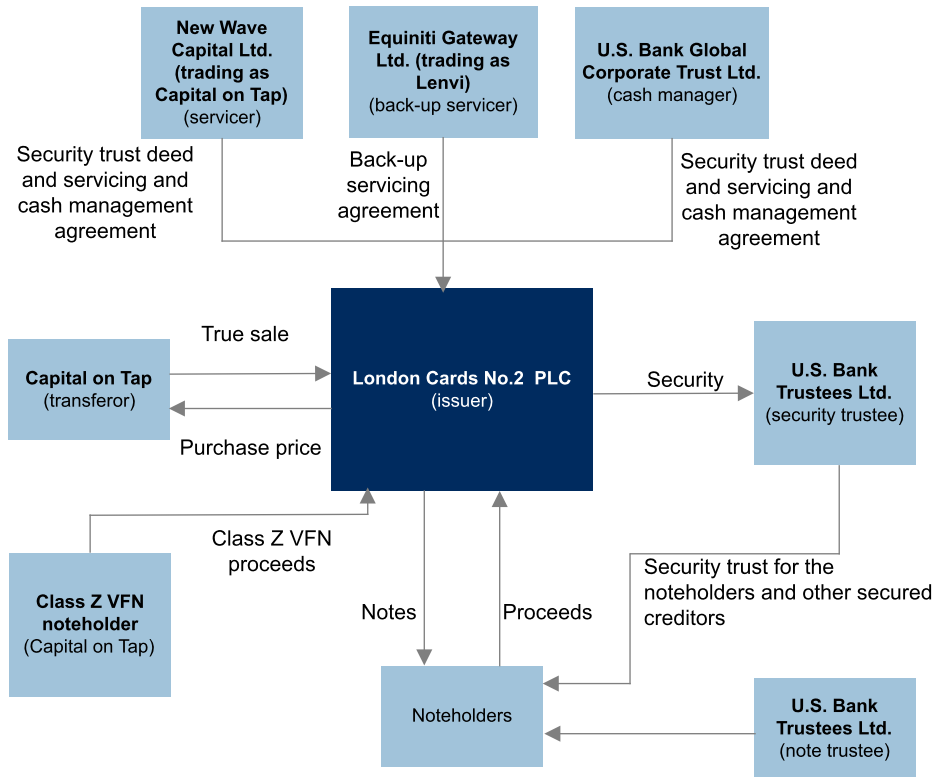 New Wave
Capital Ltd.
(trading as
Capital on Tap)
(servicer)
Equiniti Gateway
Ltd. (trading as
Lenvi)
(back-up servicer)
U.S. Bank Global
Corporate Trust Ltd.
(cash manager)
Security trust deed
and servicing and
cash management
agreement
Back-up
servicing
agreement
Security trust deed
and servicing and
cash management
agreement
True sale
Capital on Tap
(transferor)
Purchase price
London Cards No.2 PLC
(issuer)
Security
U.S. Bank
Trustees Ltd.
(security trustee)
Class Z VFN
proceeds
Class Z VFN
noteholder
(Capital on Tap)
Notes
Proceeds
Security trust for the
noteholders and other secured
creditors
Noteholders
U.S. Bank
Trustees Ltd.
(note trustee)